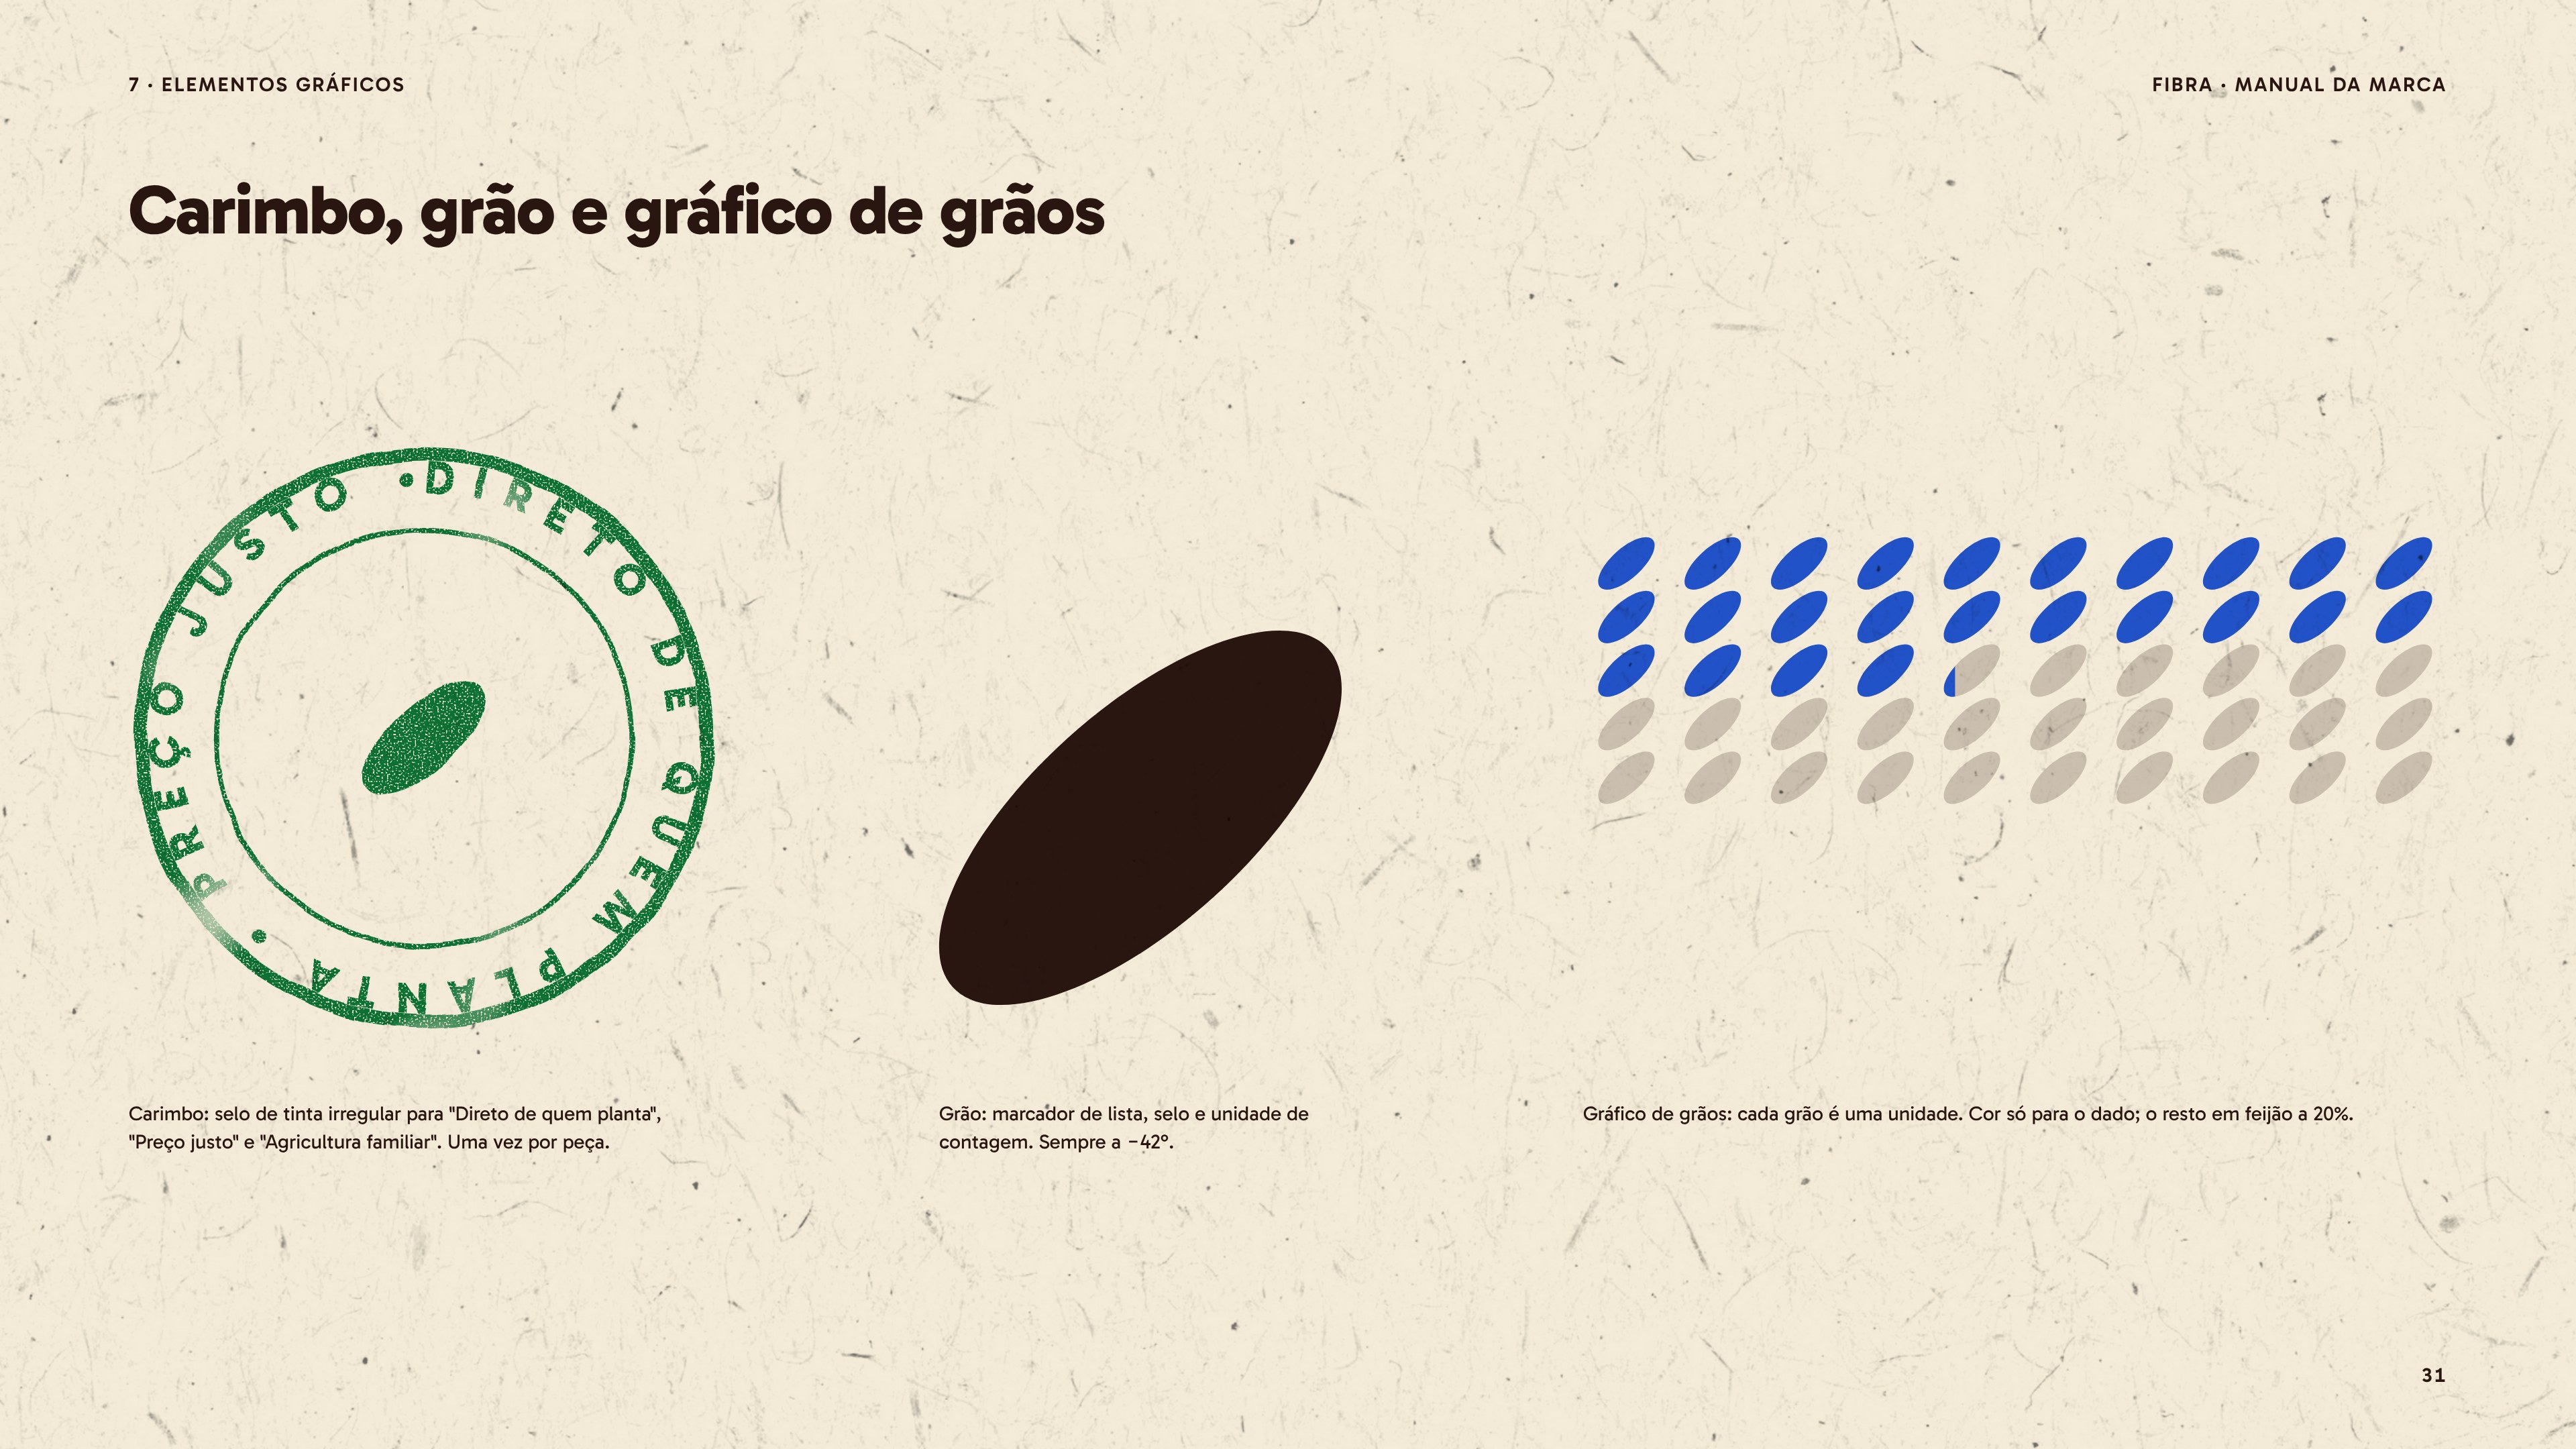 7 · ELEMENTOS GRÁFICOS
FIBRA · MANUAL DA MARCA
Carimbo, grão e gráfico de grãos
•DIRETO DE QUEM PLANTA • PREÇO JUSTO
Carimbo: selo de tinta irregular para "Direto de quem planta",
"Preço justo" e "Agricultura familiar". Uma vez por peça.
Grão: marcador de lista, selo e unidade de
contagem. Sempre a −42°.
Gráfico de grãos: cada grão é uma unidade. Cor só para o dado; o resto em feijão a 20%.
31